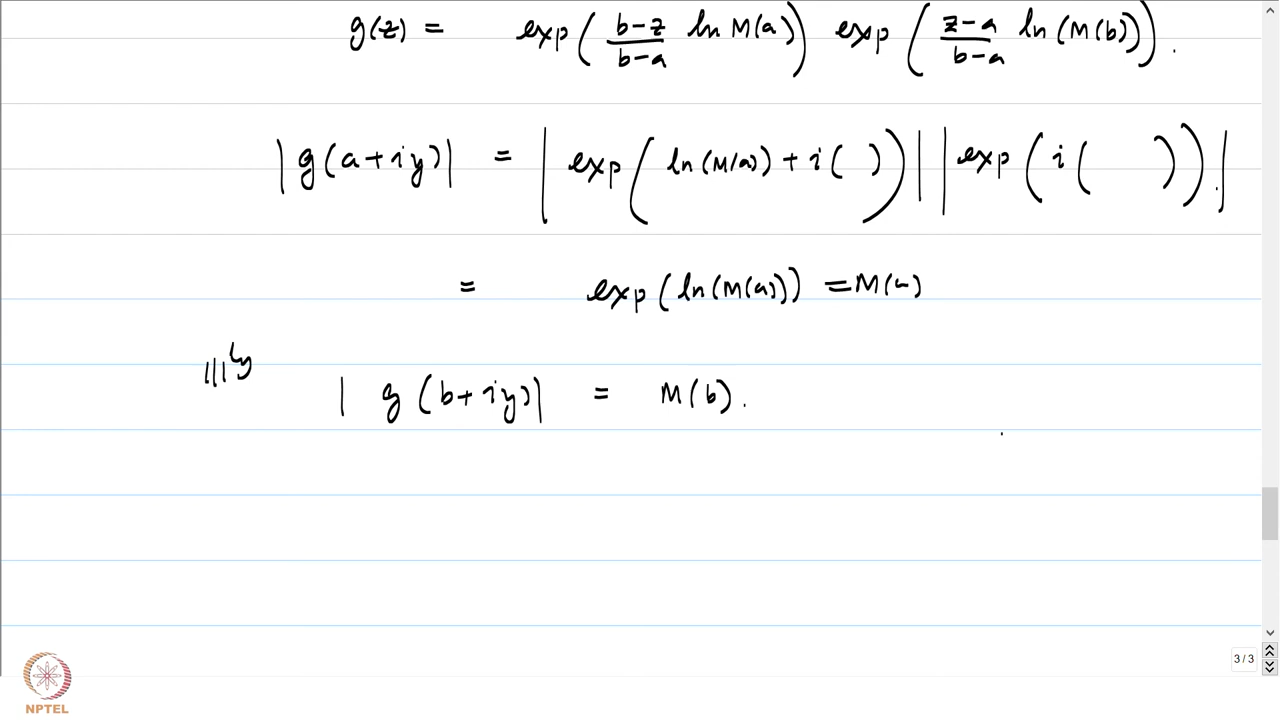 g(z) = exp( b-z / b-a ln M(a) ) exp( z-a / b-a ln (M(b)) ).
| g(a+iy) | = | exp( ln(M(a)) + i( ) ) | | exp( i( ) ) |.
= exp(ln(M(a))) = M(a)
|||ly | g(b+iy) | = M(b).
3 / 3
NPTEL